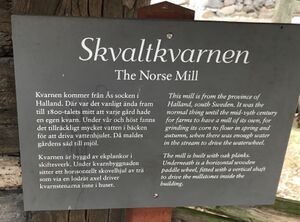 Skvaltkvarnen
The Norse Mill
Kvarnen kommer från Ås socken i
Halland. Där var det vanligt ända fram
till 1800-talets mitt att varje gård hade
en egen kvarn. Under vår och höst fanns
det tillräckligt mycket vatten i bäcken
för att driva vattenhjulet. Då maldes
gårdens säd till mjöl.
Kvarnen är byggd av ekplankor i
skiftesverk. Under kvarnbyggnaden
sitter ett horisontellt skovelhjul av trä
som via en lodrät axel driver
kvarnstenarna inne i huset.
This mill is from the province of
Halland, south Sweden. It was the
normal thing until the mid-19th century
for farms to have a mill of its own, for
grinding its corn to flour in spring and
autumn, when there was enough water
in the stream to drive the waterwheel.
The mill is built with oak planks.
Underneath is a horizontal wooden
paddle wheel, fitted with a vertical shaft
to drive the millstones inside the
building.